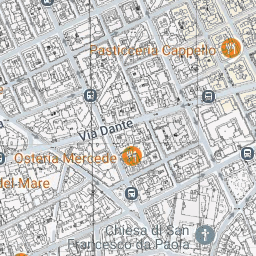 Pasticceria Cappello
Via Dante
Osteria Mercede
del Mare
Chiesa di San
Francesco da Paola